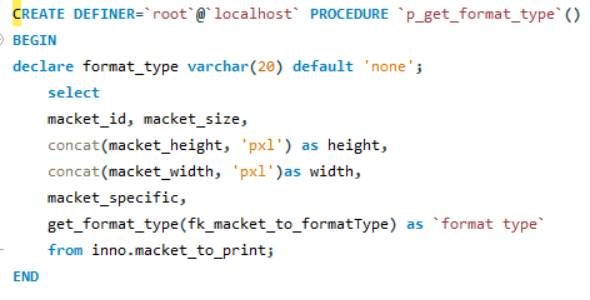 CREATE DEFINER=`root`@`localhost` PROCEDURE `p_get_format_type`()
BEGIN
declare format_type varchar(20) default 'none';
select
macket_id, macket_size,
concat(macket_height, 'pxl') as height,
concat(macket_width, 'pxl')as width,
macket_specific,
get_format_type(fk_macket_to_formatType) as `format type`
from inno.macket_to_print;
END